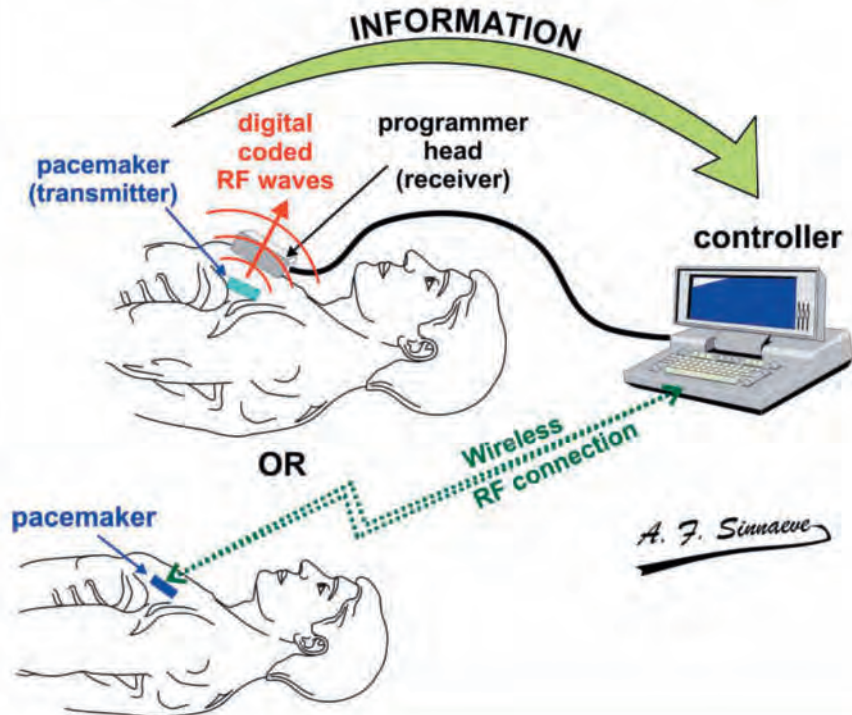 INFORMATION
digital
coded
RF waves
programmer
head
(receiver)
pacemaker
(transmitter)
controller
Wireless
RF connection
OR
pacemaker
A. F. Sinnaeve